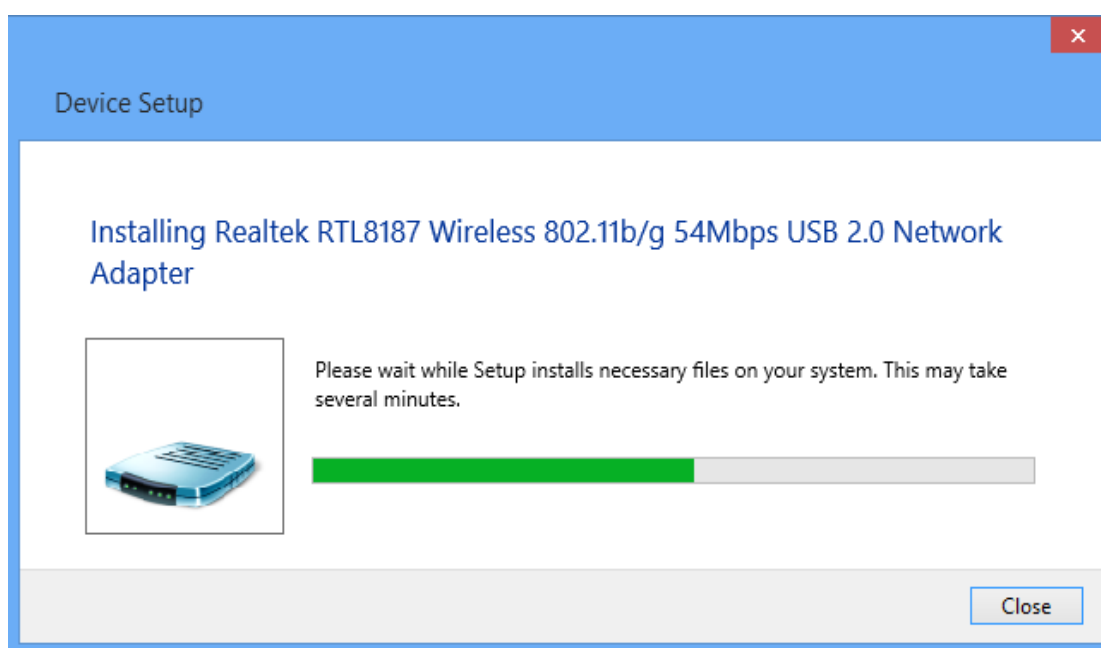 Device Setup
Installing Realtek RTL8187 Wireless 802.11b/g 54Mbps USB 2.0 Network
Adapter
Please wait while Setup installs necessary files on your system. This may take
several minutes.
Close